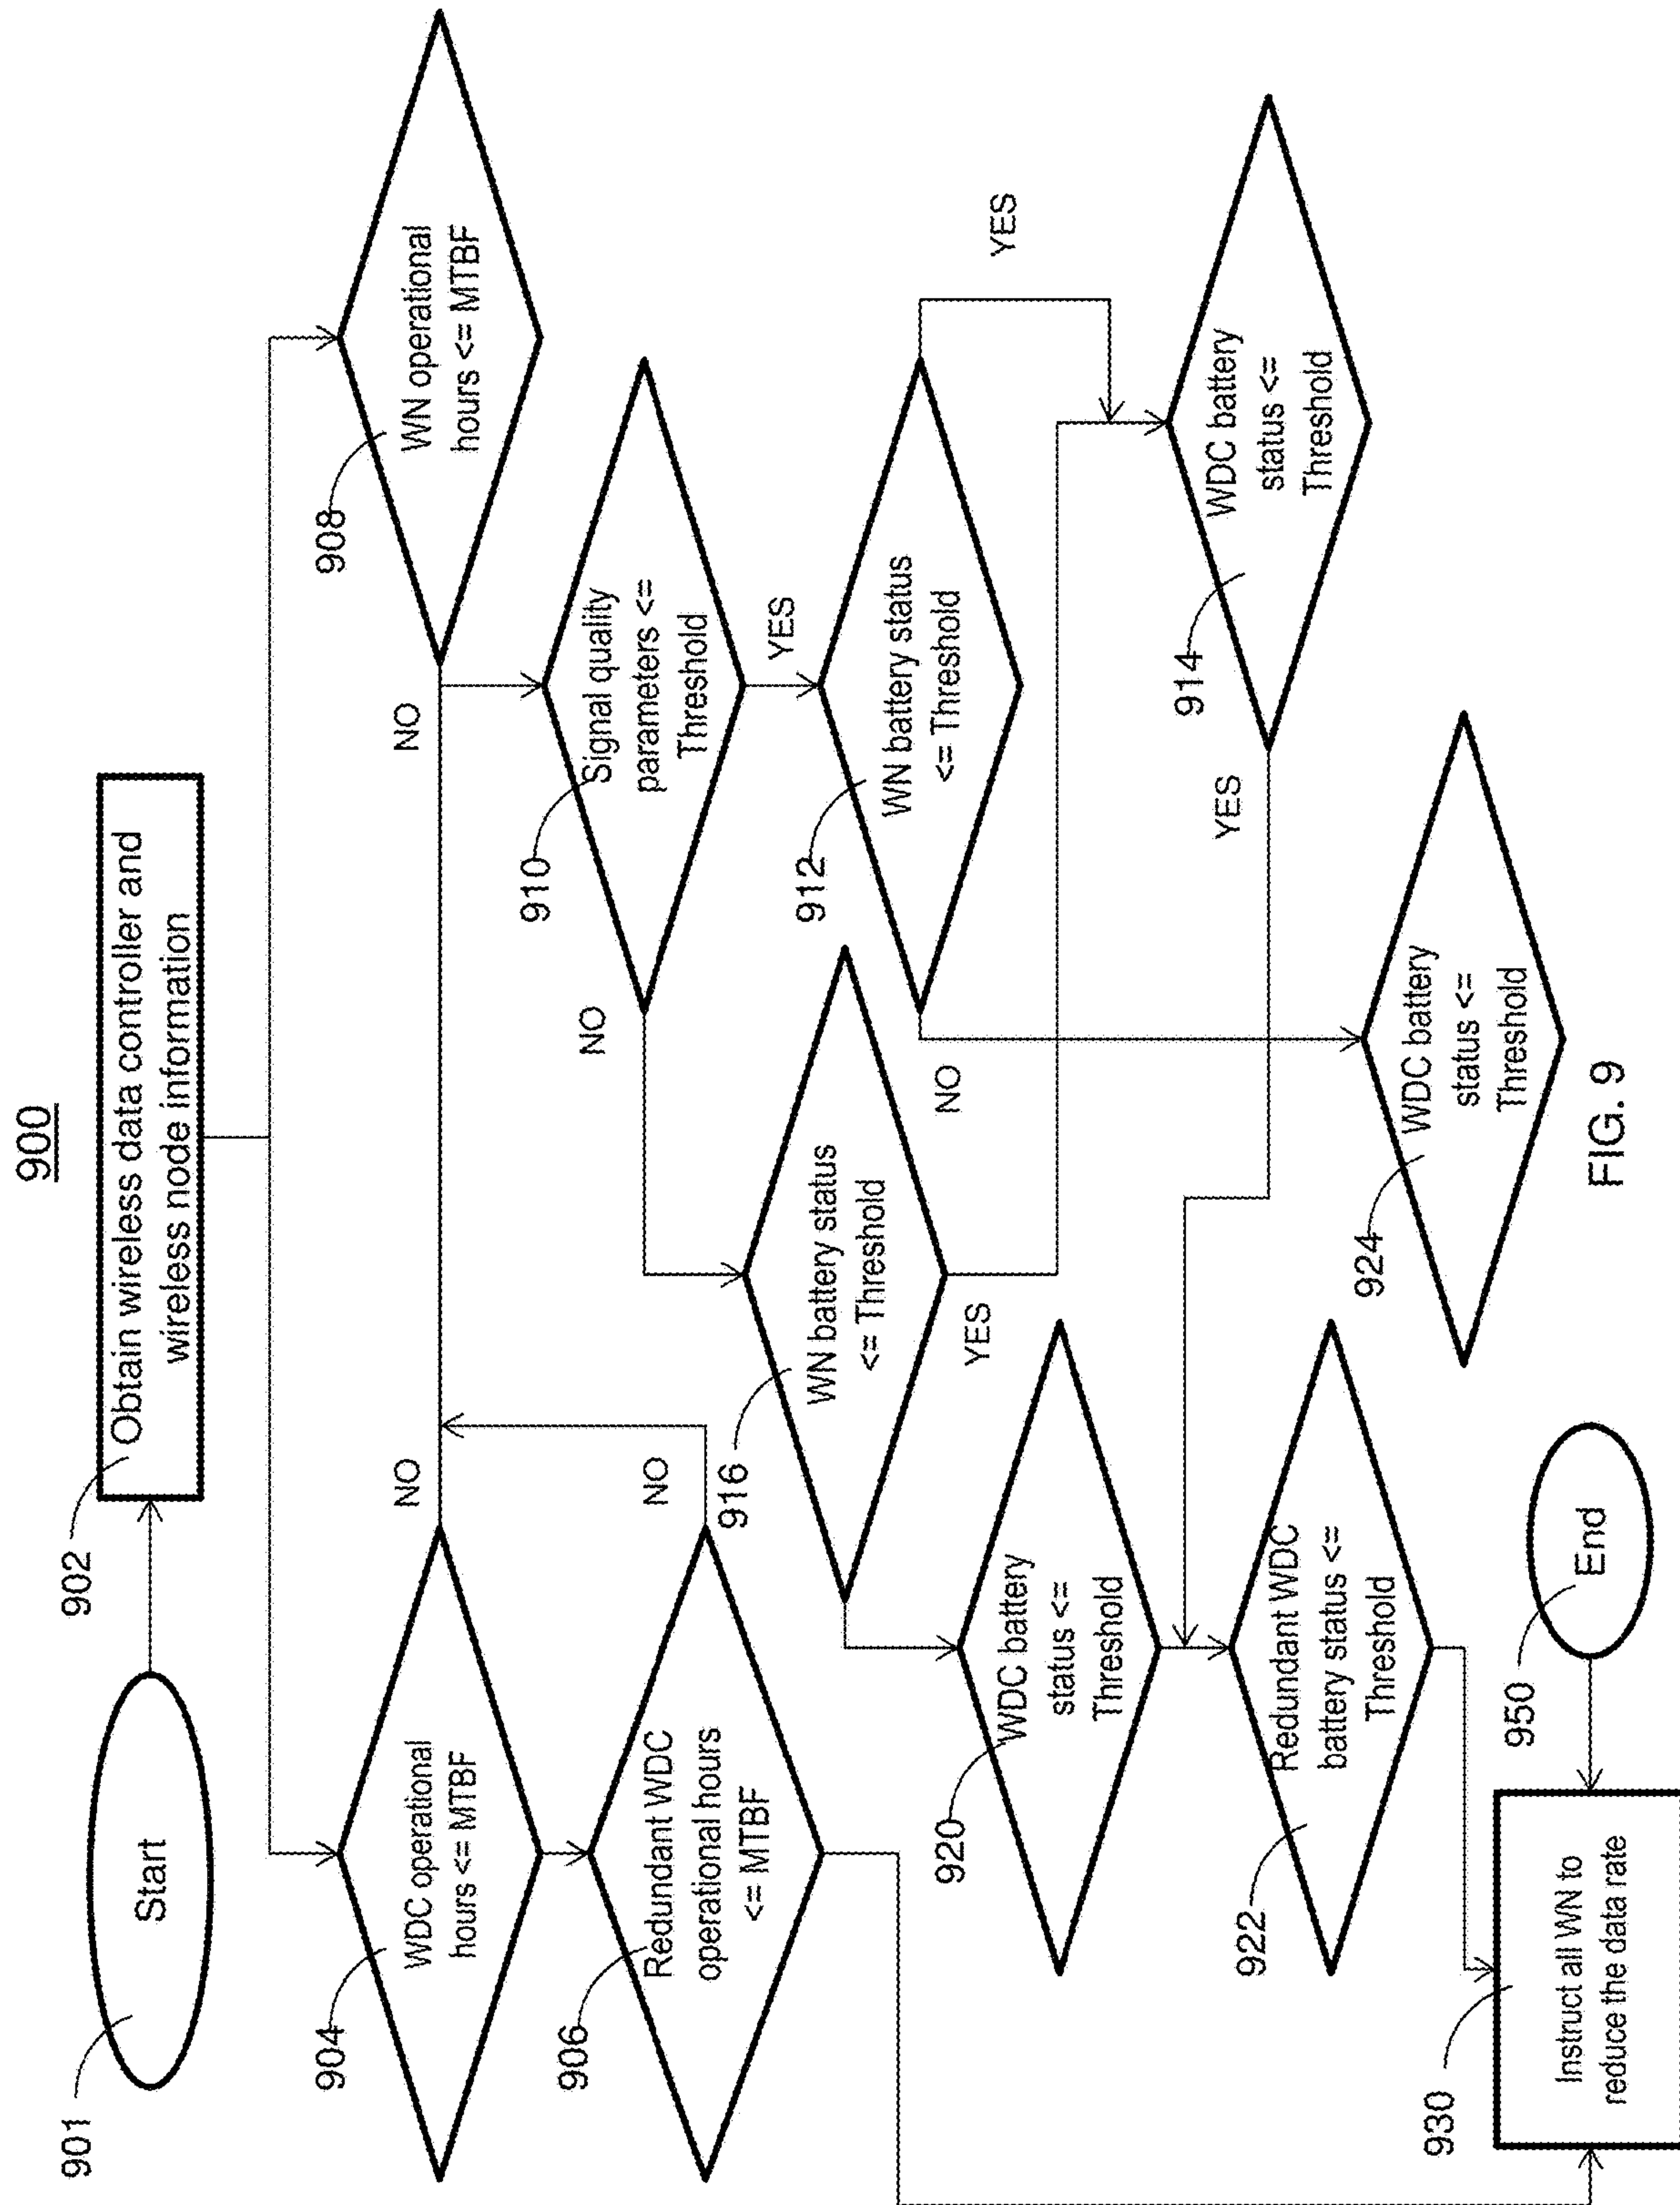 900
901
Start
902
Obtain wireless data controller and
wireless node information
904
WDC operational
hours <= MTBF
NO
NO
908
WN operational
hours <= MTBF
906
Redundant WDC
operational hours
<= MTBF
NO
910
Signal quality
parameters <=
Threshold
NO
YES
916
WN battery status
<= Threshold
YES
912
WN battery status
<= Threshold
NO
YES
920
WDC battery
status <=
Threshold
914
WDC battery
status <=
Threshold
YES
922
Redundant WDC
battery status <=
Threshold
924
WDC battery
status <=
Threshold
930
Instruct all WN to
reduce the data rate
950
End
FIG. 9